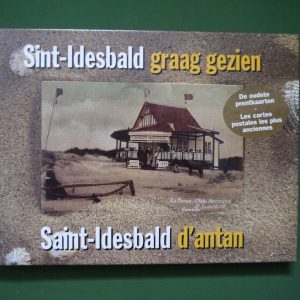 Sint-Idesbald graag gezien
De oudste
prentkaarten
Les cartes
postales les plus
anciennes
Saint-Idesbald d'antan